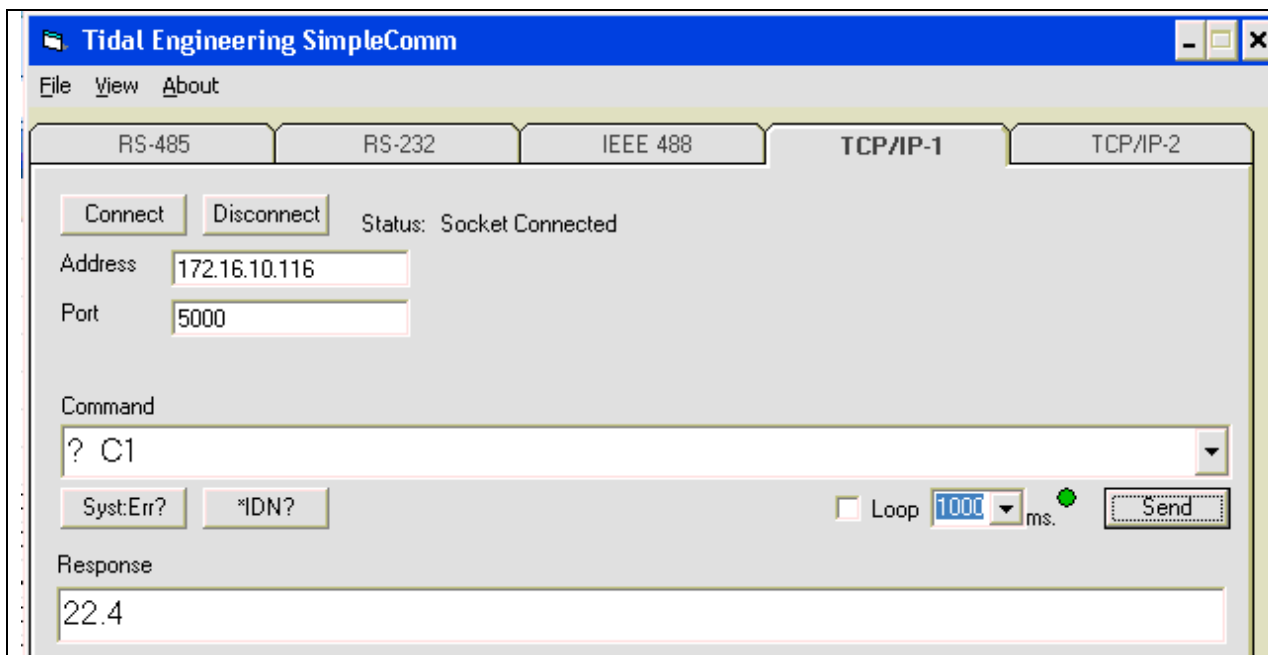 Tidal Engineering SimpleComm
File View About
RS-485 RS-232 IEEE 488 TCP/IP-1 TCP/IP-2
Connect Disconnect Status: Socket Connected
Address 172.16.10.116
Port 5000
Command
? C1
Syst:Err? *IDN? Loop 1000 ms. Send
Response
22.4